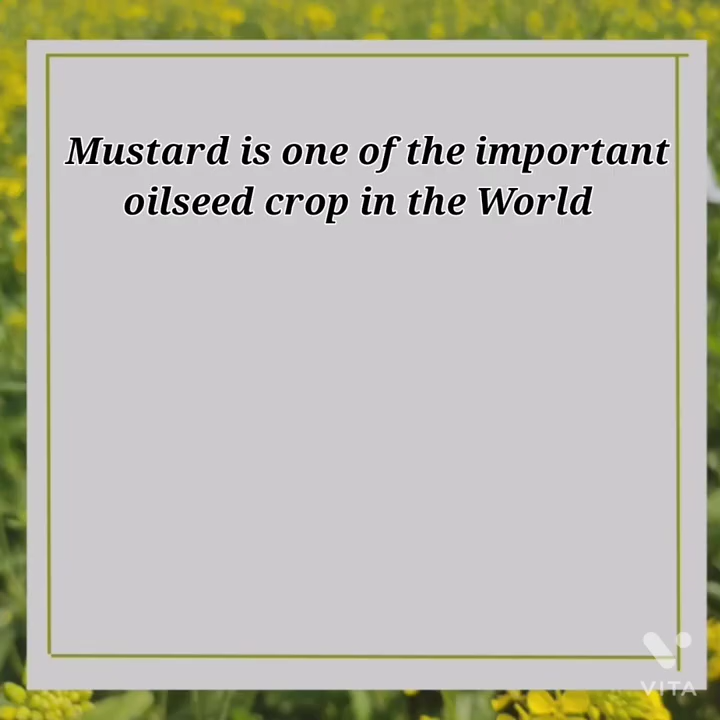 Mustard is one of the important
oilseed crop in the World
VITA